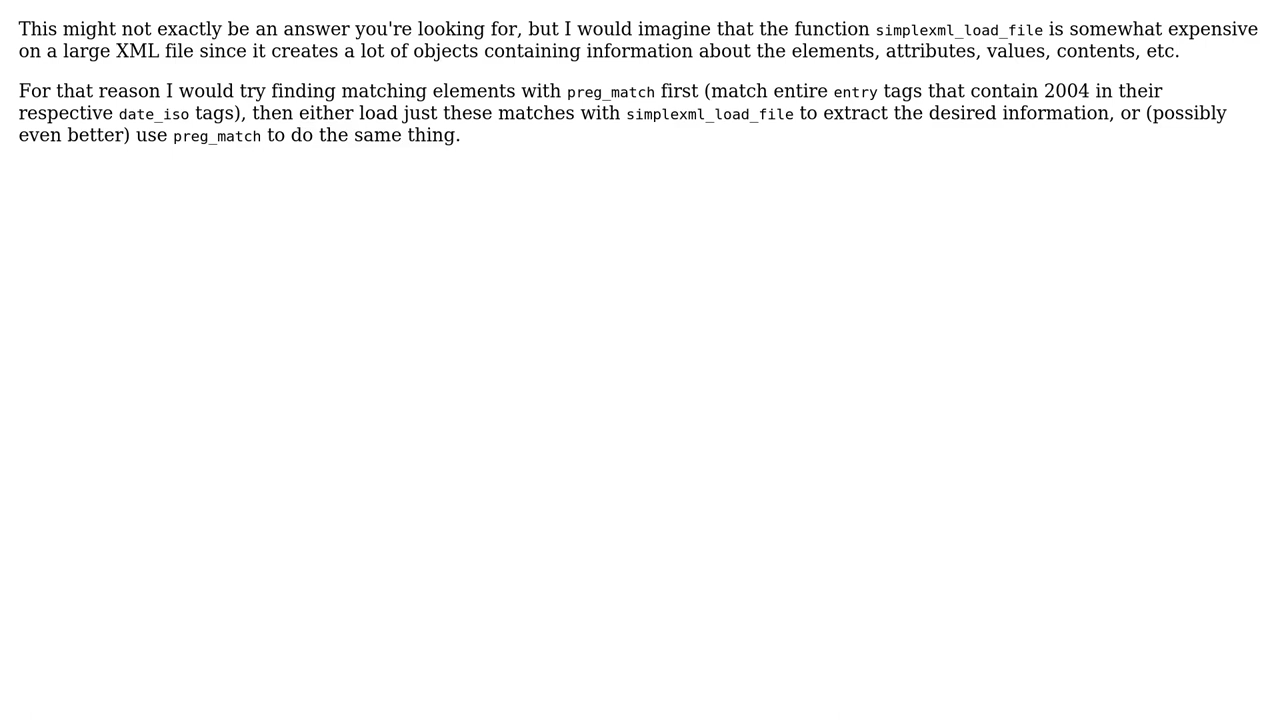 This might not exactly be an answer you're looking for, but I would imagine that the function simplexml_load_file is somewhat expensive
on a large XML file since it creates a lot of objects containing information about the elements, attributes, values, contents, etc.
For that reason I would try finding matching elements with preg_match first (match entire entry tags that contain 2004 in their
respective date_iso tags), then either load just these matches with simplexml_load_file to extract the desired information, or (possibly
even better) use preg_match to do the same thing.